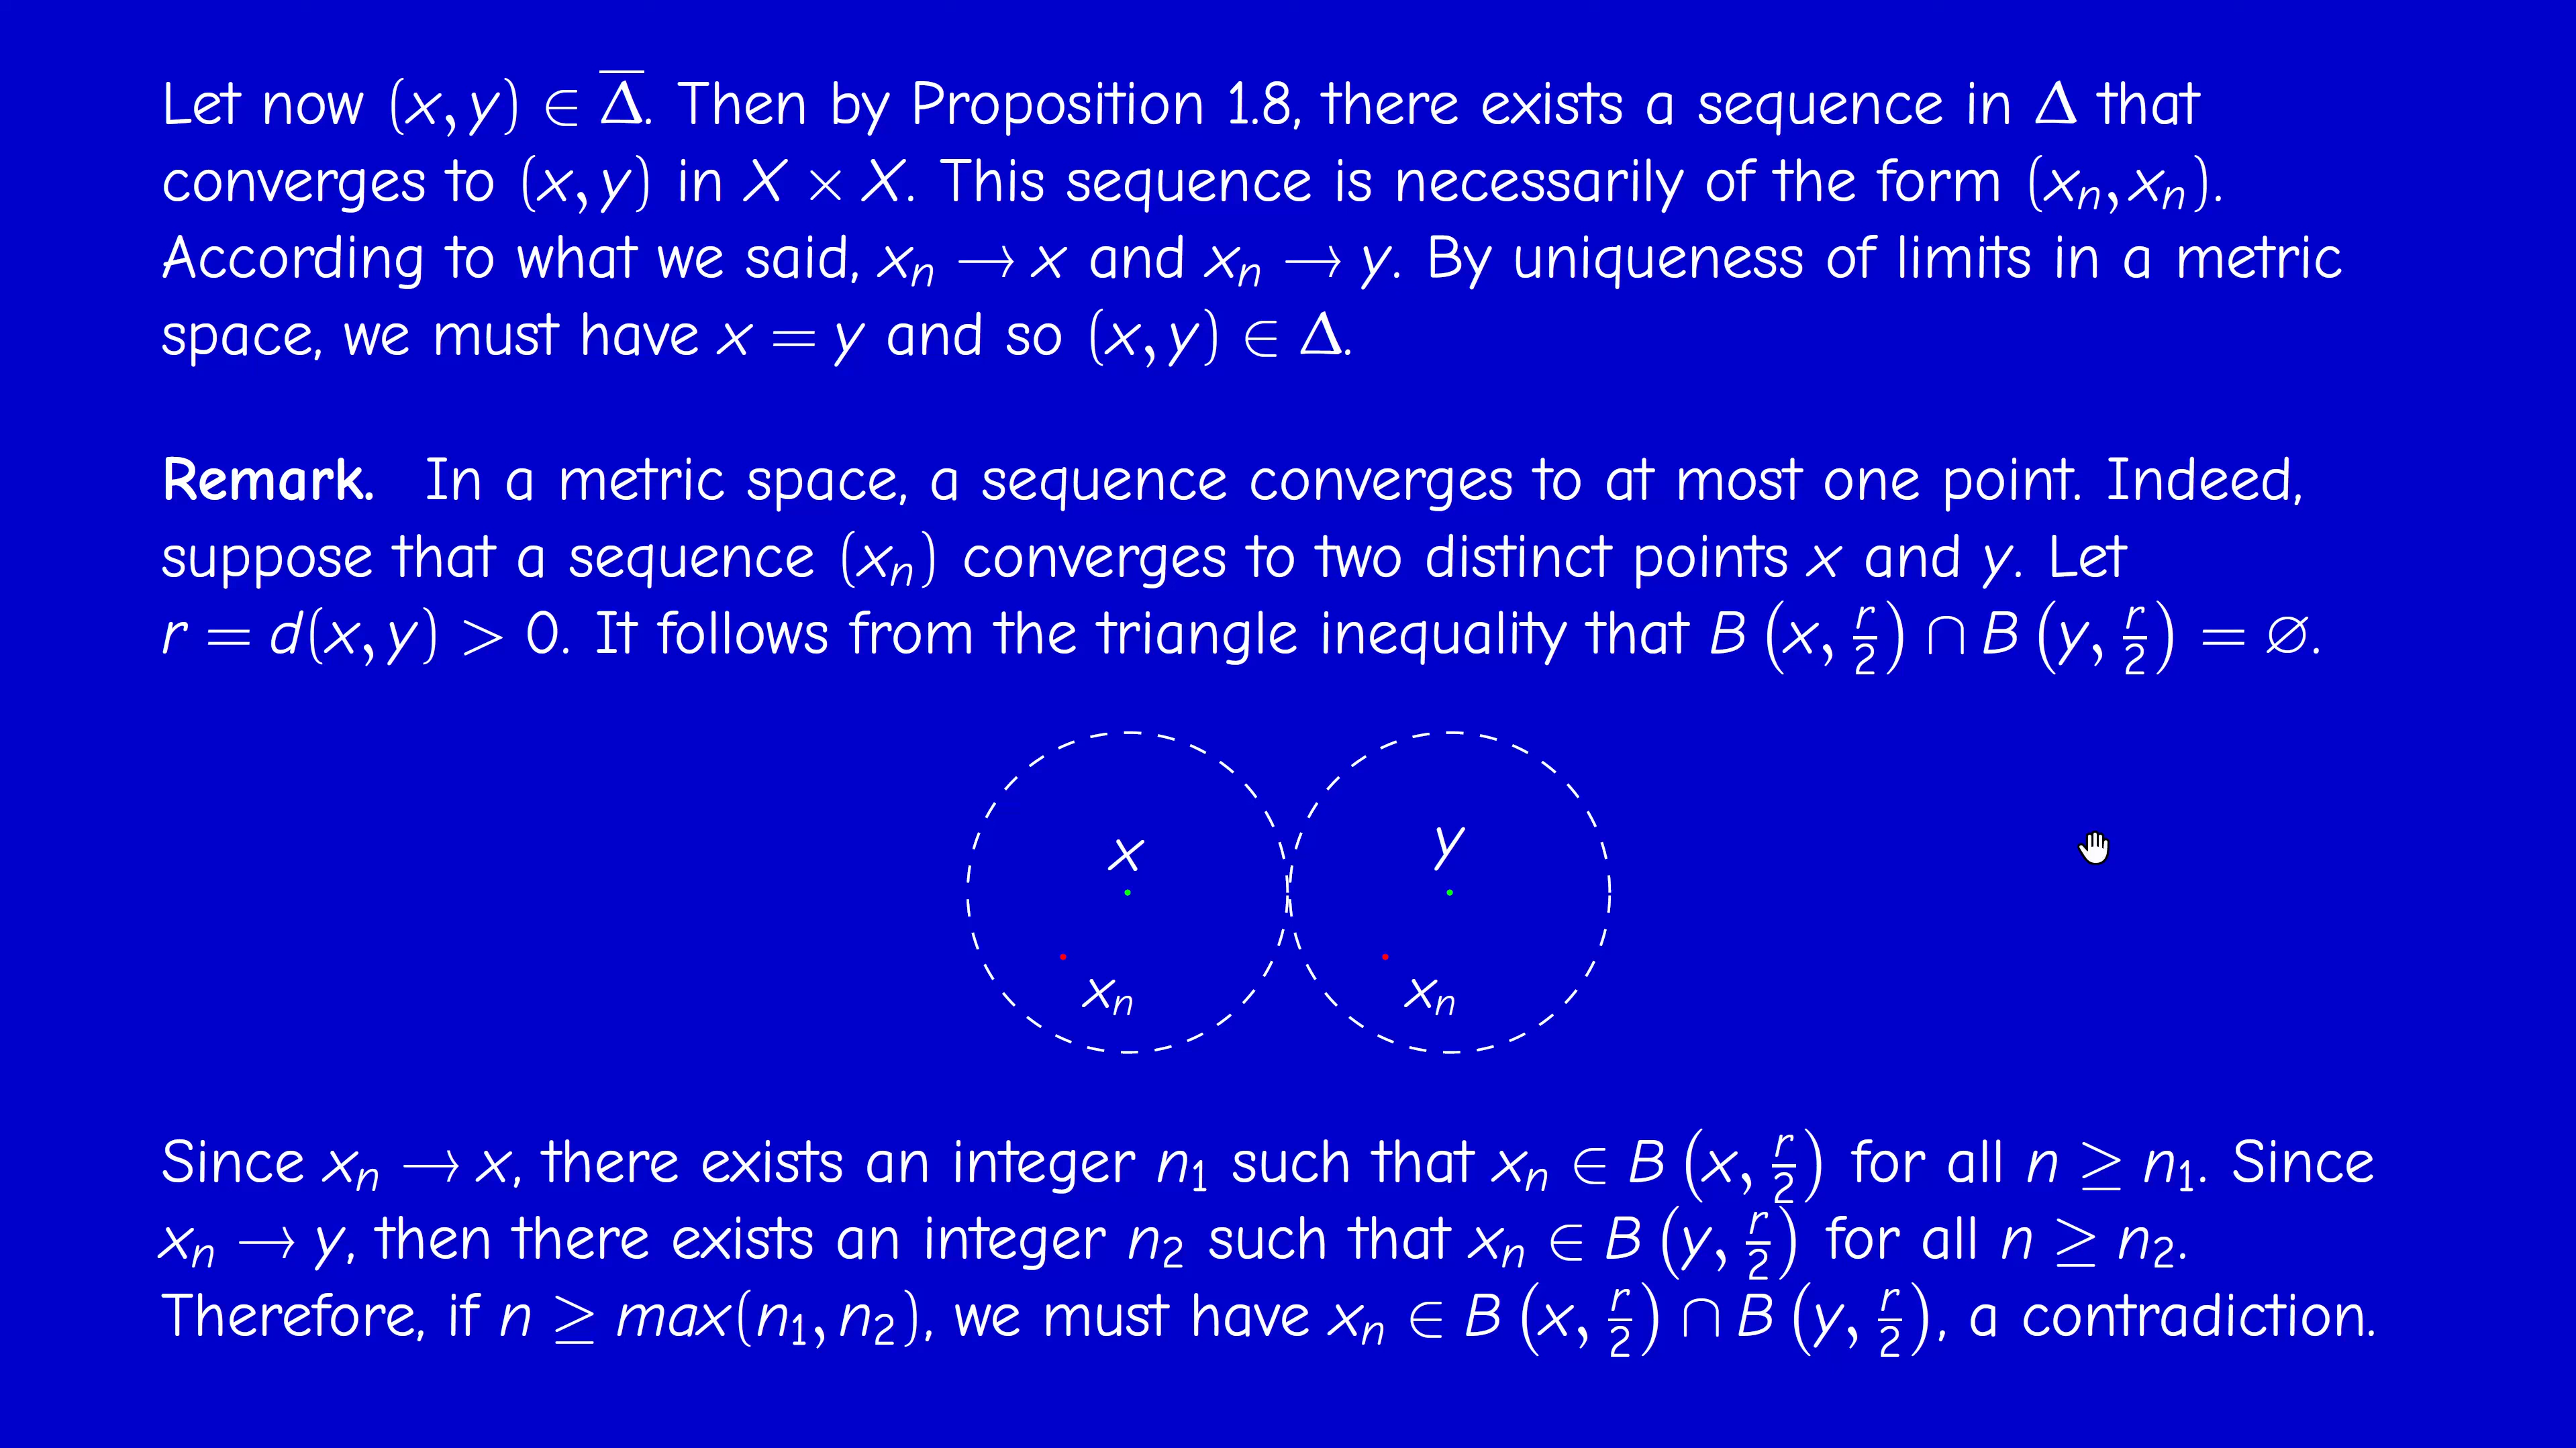 Let now (x, y) ∈ Δ̅. Then by Proposition 1.8, there exists a sequence in Δ that
converges to (x, y) in X × X. This sequence is necessarily of the form (xₙ, xₙ).
According to what we said, xₙ → x and xₙ → y. By uniqueness of limits in a metric
space, we must have x = y and so (x, y) ∈ Δ.
Remark. In a metric space, a sequence converges to at most one point. Indeed,
suppose that a sequence (xₙ) converges to two distinct points x and y. Let
r = d(x, y) > 0. It follows from the triangle inequality that B(x, r/2) ∩ B(y, r/2) = ∅.
x y
xₙ xₙ
Since xₙ → x, there exists an integer n₁ such that xₙ ∈ B(x, r/2) for all n ≥ n₁. Since
xₙ → y, then there exists an integer n₂ such that xₙ ∈ B(y, r/2) for all n ≥ n₂.
Therefore, if n ≥ max(n₁, n₂), we must have xₙ ∈ B(x, r/2) ∩ B(y, r/2), a contradiction.